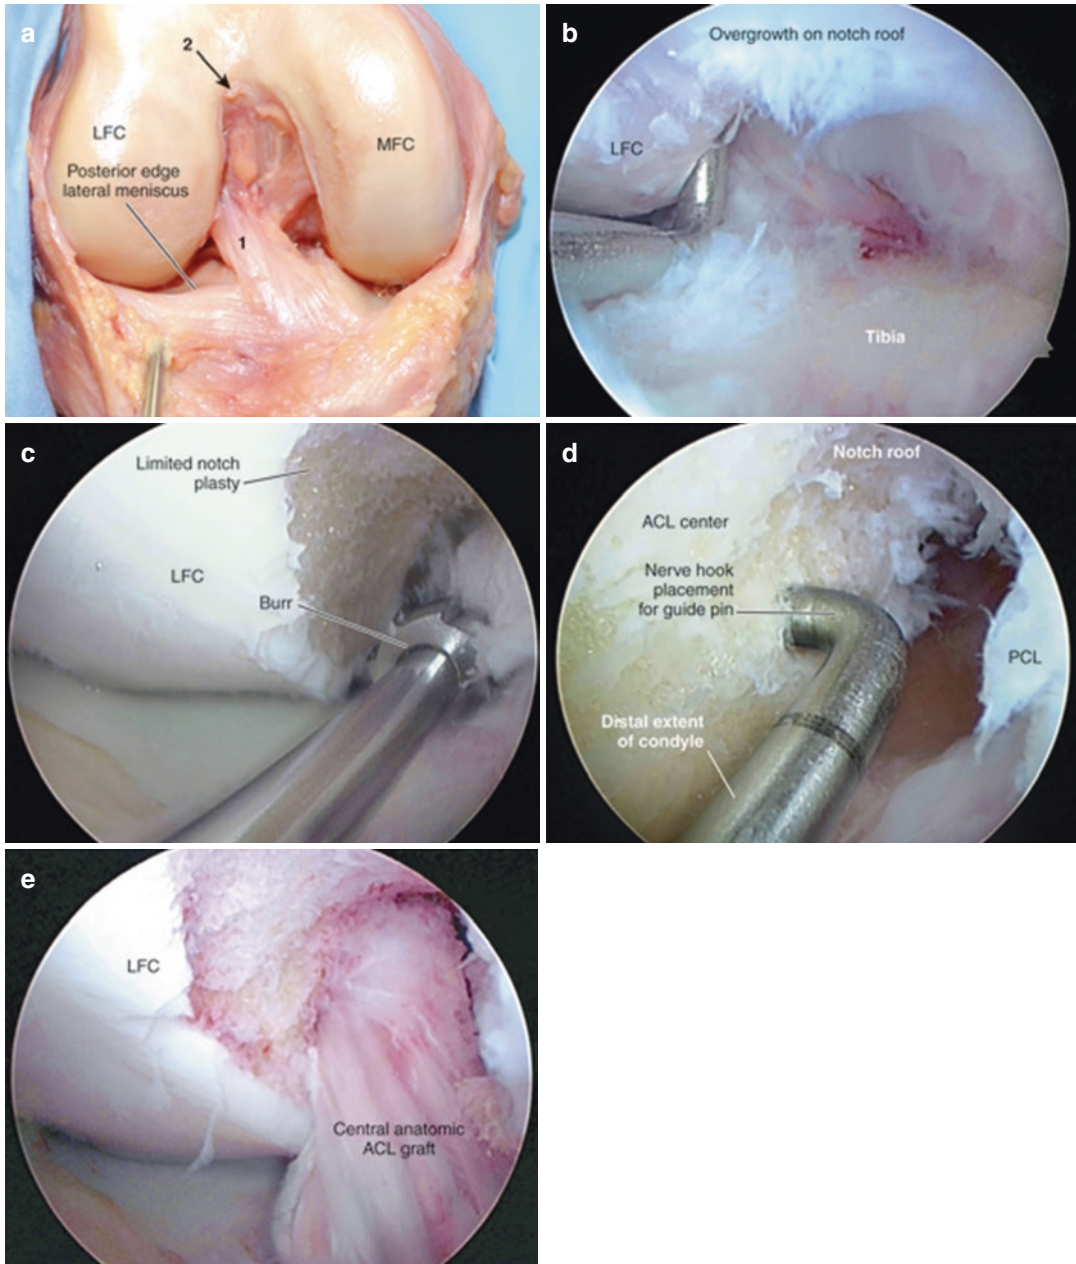 a
2
LFC
MFC
Posterior edge
lateral meniscus
1
b
Overgrowth on notch roof
LFC
Tibia
c
Limited notch
plasty
LFC
Burr
d
Notch roof
ACL center
Nerve hook
placement
for guide pin
PCL
Distal extent
of condyle
e
LFC
Central anatomic
ACL graft